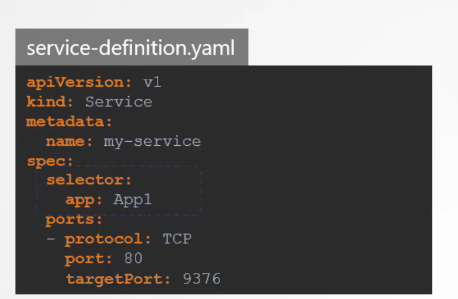 service-definition.yaml
apiVersion: v1
kind: Service
metadata:
  name: my-service
spec:
  selector:
    app: App1
  ports:
  - protocol: TCP
    port: 80
    targetPort: 9376